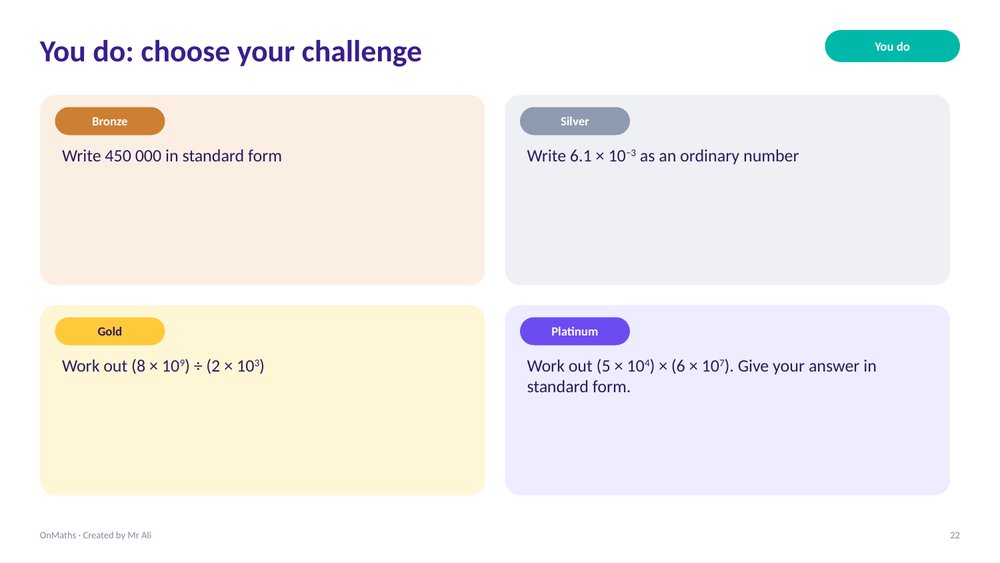 You do: choose your challenge
You do
Bronze
Write 450 000 in standard form
Silver
Write 6.1 × 10⁻³ as an ordinary number
Gold
Work out (8 × 10⁹) ÷ (2 × 10³)
Platinum
Work out (5 × 10⁴) × (6 × 10⁷). Give your answer in
standard form.
OnMaths · Created by Mr Ali
22